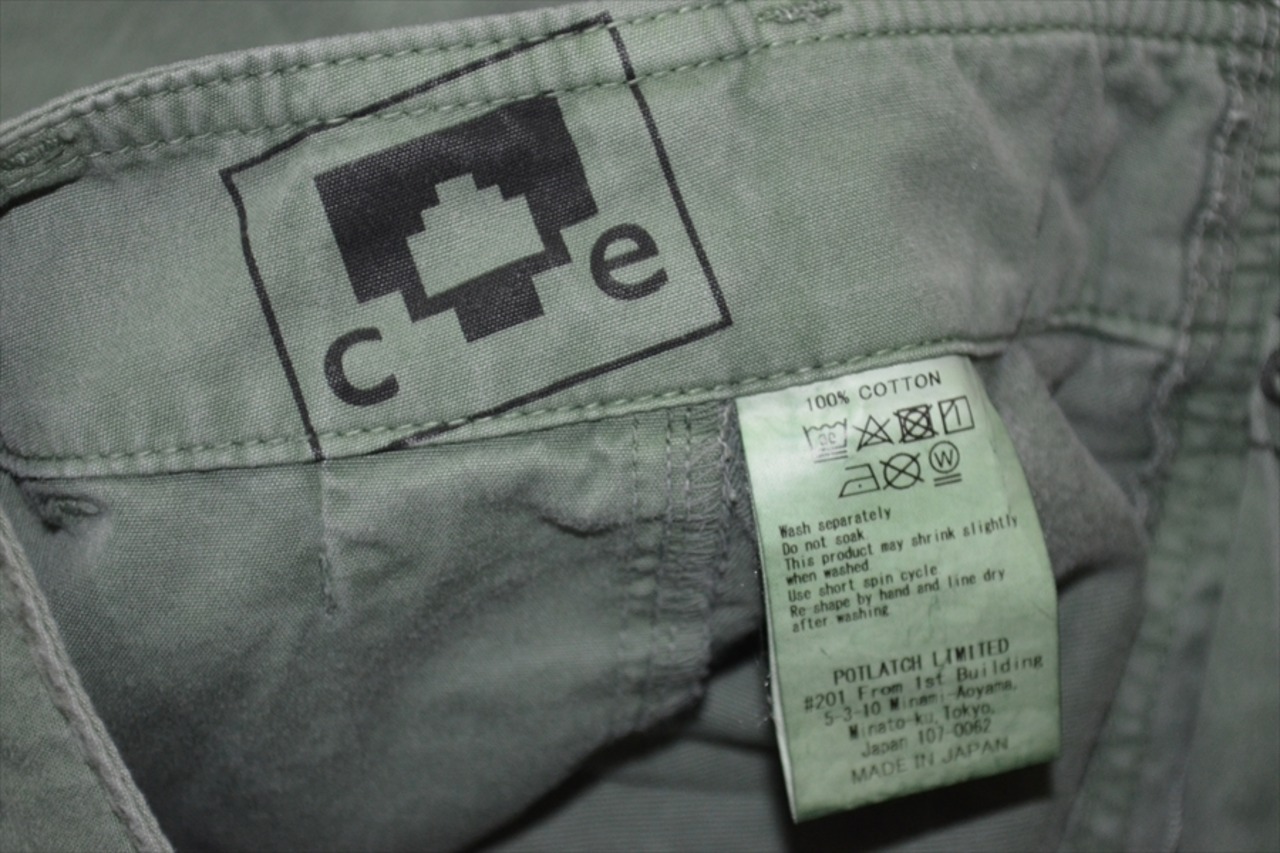 c e
100% COTTON
30
1
W
Wash separately
Do not soak
This product may shrink slightly
when washed
Use short spin cycle
Re-shape by hand and line dry
after washing
POTLATCH LIMITED
#201 From 1st Building
5-3-10 Minami-Aoyama,
Minato-ku, Tokyo,
Japan 107-0062
MADE IN JAPAN